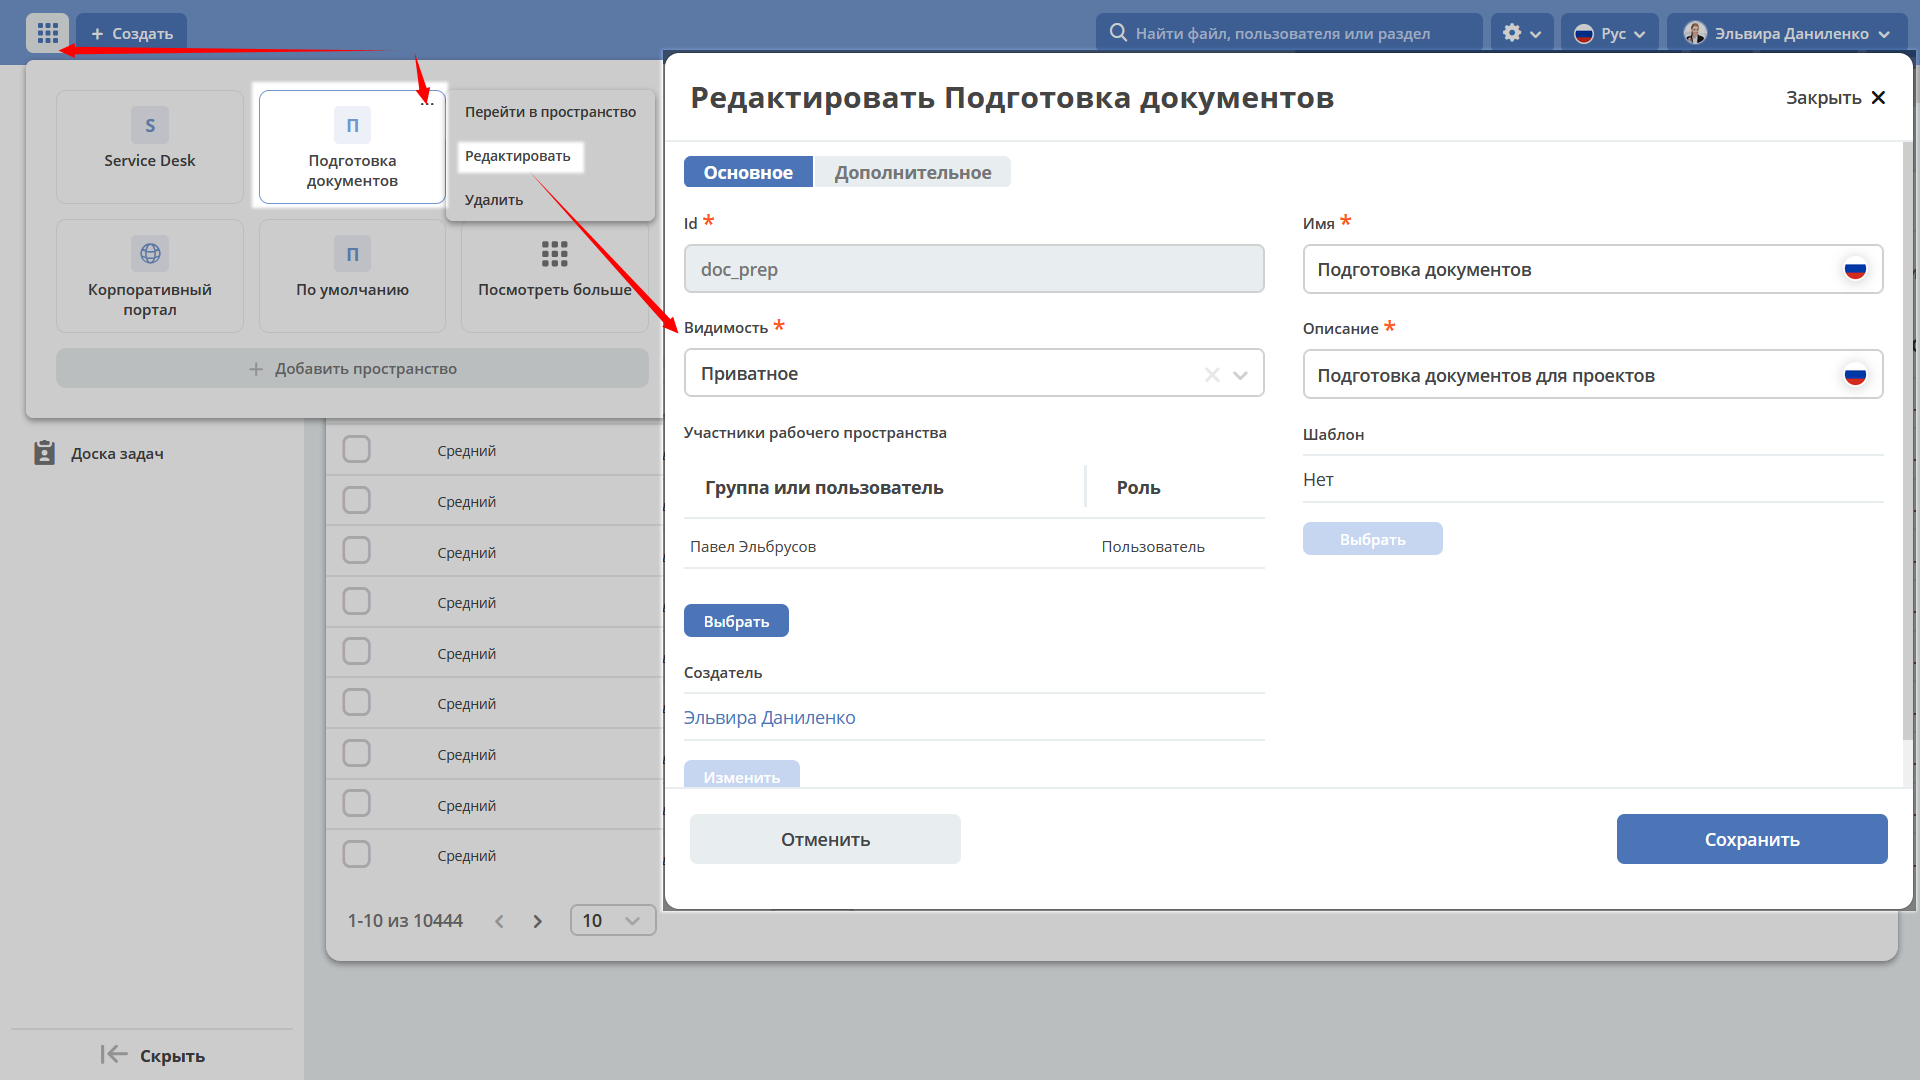 + Создать
Найти файл, пользователя или раздел
Рус
Эльвира Даниленко
S
Service Desk
П
Подготовка
документов
...
Перейти в пространство
Редактировать
Удалить
Корпоративный
портал
П
По умолчанию
Посмотреть больше
+ Добавить пространство
Доска задач
Средний
Средний
Средний
Средний
Средний
Средний
Средний
Средний
Средний
1-10 из 10444
10
Скрыть
Редактировать Подготовка документов
Закрыть
Основное
Дополнительное
Id *
doc_prep
Имя *
Подготовка документов
Видимость *
Приватное
Описание *
Подготовка документов для проектов
Участники рабочего пространства
Группа или пользователь
Роль
Павел Эльбрусов
Пользователь
Выбрать
Шаблон
Нет
Выбрать
Создатель
Эльвира Даниленко
Изменить
Отменить
Сохранить